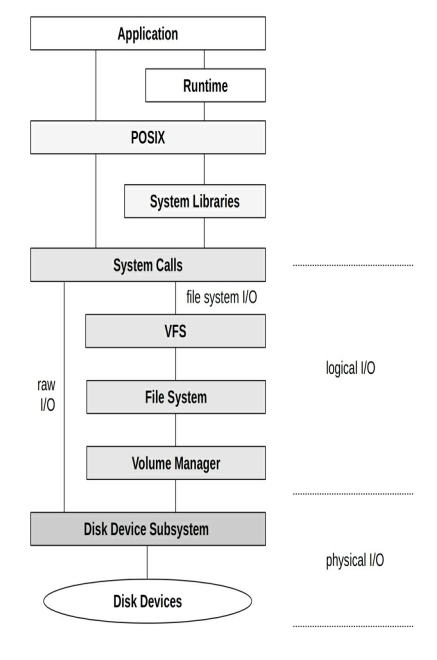 Application
Runtime
POSIX
System Libraries
System Calls
file system I/O
VFS
logical I/O
raw
I/O
File System
Volume Manager
Disk Device Subsystem
physical I/O
Disk Devices